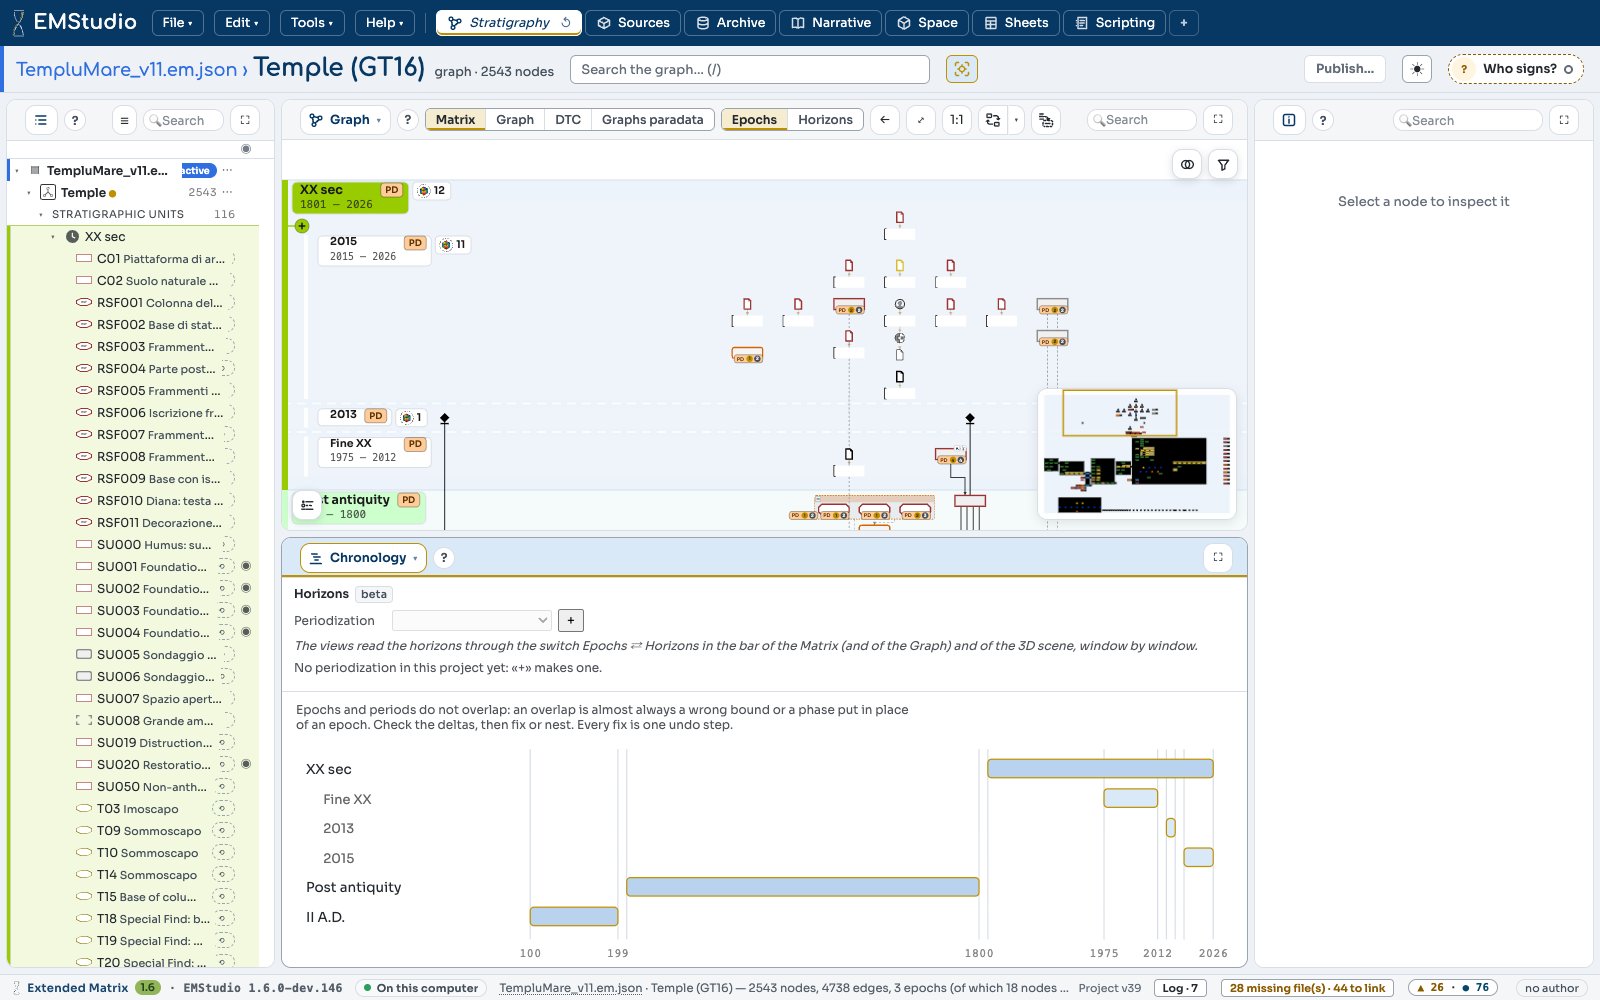 EMStudio File Edit Tools Help Stratigraphy Sources Archive Narrative Space Sheets Scripting +
TempluMare_v11.em.json › Temple (GT16) graph · 2543 nodes Search the graph... (/) Publish... ? Who signs?
? Search
TempluMare_v11.e... active ...
Temple 2543 ...
STRATIGRAPHIC UNITS 116
XX sec
C01 Piattaforma di ar...
C02 Suolo naturale ...
RSF001 Colonna del...
RSF002 Base di stat...
RSF003 Framment...
RSF004 Parte post...
RSF005 Frammenti ...
RSF006 Iscrizione fr...
RSF007 Framment...
RSF008 Framment...
RSF009 Base con is...
RSF010 Diana: testa ...
RSF011 Decorazione...
SU000 Humus: su...
SU001 Foundatio...
SU002 Foundatio...
SU003 Foundatio...
SU004 Foundatio...
SU005 Sondaggio ...
SU006 Sondaggio...
SU007 Spazio apert...
SU008 Grande am...
SU019 Distruction...
SU020 Restoratio...
SU050 Non-anth...
T03 Imoscapo
T09 Sommoscapo
T10 Sommoscapo
T14 Sommoscapo
T15 Base of colu...
T18 Special Find: b...
T19 Special Find: ...
T20 Special Find: ...
Graph ? Matrix Graph DTC Graphs paradata Epochs Horizons 1:1 Search
XX sec PD 12
1801 – 2026
2015 PD 11
2015 – 2026
2013 PD 1
Fine XX PD
1975 – 2012
t antiquity PD
– 1800
Chronology ?
Horizons beta
Periodization +
The views read the horizons through the switch Epochs ⇄ Horizons in the bar of the Matrix (and of the Graph) and of the 3D scene, window by window.
No periodization in this project yet: «+» makes one.
Epochs and periods do not overlap: an overlap is almost always a wrong bound or a phase put in place
of an epoch. Check the deltas, then fix or nest. Every fix is one undo step.
XX sec
Fine XX
2013
2015
Post antiquity
II A.D.
100 199 1800 1975 2012 2026
? Search
Select a node to inspect it
Extended Matrix 1.6 · EMStudio 1.6.0-dev.146 On this computer TempluMare_v11.em.json · Temple (GT16) — 2543 nodes, 4738 edges, 3 epochs (of which 18 nodes ... Project v39 Log · 7 28 missing file(s) · 44 to link ▲ 26 · ● 76 no author